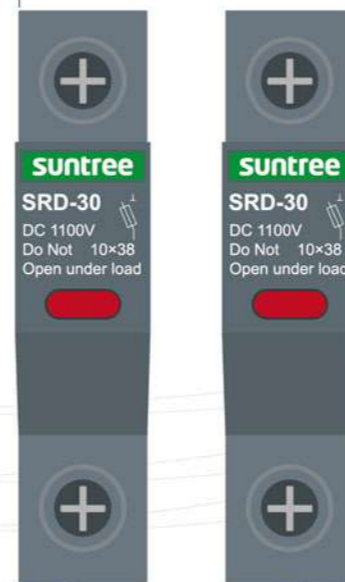 suntree
SRD-30
DC 1100V
Do Not 10×38
Open under load
suntree
SRD-30
DC 1100V
Do Not 10×38
Open under load